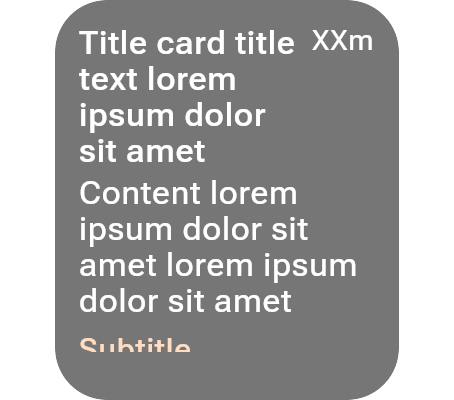 Title card title XXm
text lorem
ipsum dolor
sit amet
Content lorem
ipsum dolor sit
amet lorem ipsum
dolor sit amet
Subtitle